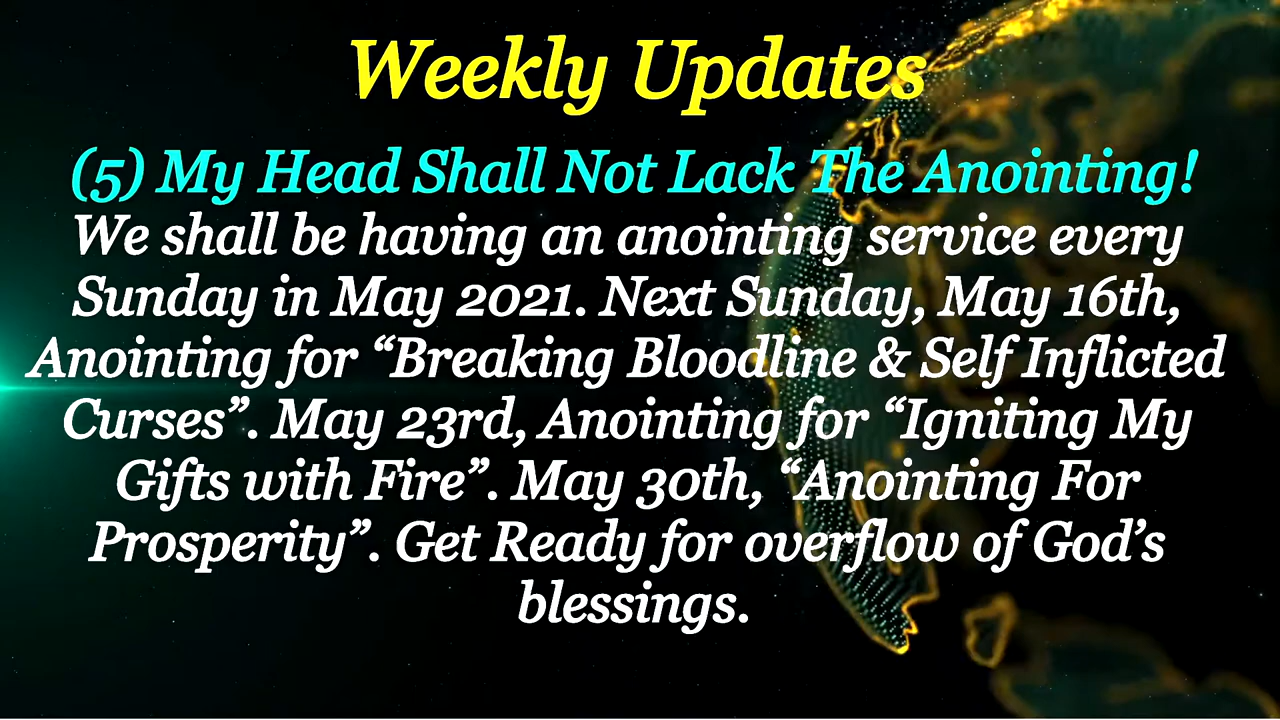 Weekly Updates
(5) My Head Shall Not Lack The Anointing!
We shall be having an anointing service every
Sunday in May 2021. Next Sunday, May 16th,
Anointing for “Breaking Bloodline & Self Inflicted
Curses”. May 23rd, Anointing for “Igniting My
Gifts with Fire”. May 30th, “Anointing For
Prosperity”. Get Ready for overflow of God’s
blessings.